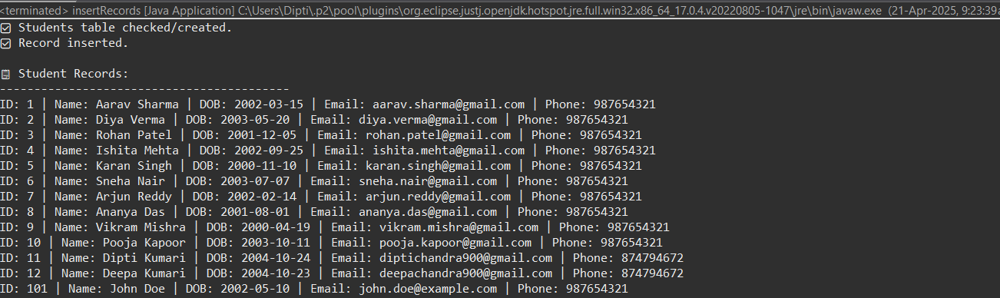 <terminated> insertRecords [Java Application] C:\Users\Dipti\.p2\pool\plugins\org.eclipse.justj.openjdk.hotspot.jre.full.win32.x86_64_17.0.4.v20220805-1047\jre\bin\javaw.exe (21-Apr-2025, 9:23:39
☑ Students table checked/created.
☑ Record inserted.
📋 Student Records:
------------------------------------------
ID: 1 | Name: Aarav Sharma | DOB: 2002-03-15 | Email: aarav.sharma@gmail.com | Phone: 987654321
ID: 2 | Name: Diya Verma | DOB: 2003-05-20 | Email: diya.verma@gmail.com | Phone: 987654321
ID: 3 | Name: Rohan Patel | DOB: 2001-12-05 | Email: rohan.patel@gmail.com | Phone: 987654321
ID: 4 | Name: Ishita Mehta | DOB: 2002-09-25 | Email: ishita.mehta@gmail.com | Phone: 987654321
ID: 5 | Name: Karan Singh | DOB: 2000-11-10 | Email: karan.singh@gmail.com | Phone: 987654321
ID: 6 | Name: Sneha Nair | DOB: 2003-07-07 | Email: sneha.nair@gmail.com | Phone: 987654321
ID: 7 | Name: Arjun Reddy | DOB: 2002-02-14 | Email: arjun.reddy@gmail.com | Phone: 987654321
ID: 8 | Name: Ananya Das | DOB: 2001-08-01 | Email: ananya.das@gmail.com | Phone: 987654321
ID: 9 | Name: Vikram Mishra | DOB: 2000-04-19 | Email: vikram.mishra@gmail.com | Phone: 987654321
ID: 10 | Name: Pooja Kapoor | DOB: 2003-10-11 | Email: pooja.kapoor@gmail.com | Phone: 987654321
ID: 11 | Name: Dipti Kumari | DOB: 2004-10-24 | Email: diptichandra900@gmail.com | Phone: 874794672
ID: 12 | Name: Deepa Kumari | DOB: 2004-10-23 | Email: deepachandra900@gmail.com | Phone: 874794672
ID: 101 | Name: John Doe | DOB: 2002-05-10 | Email: john.doe@example.com | Phone: 987654321